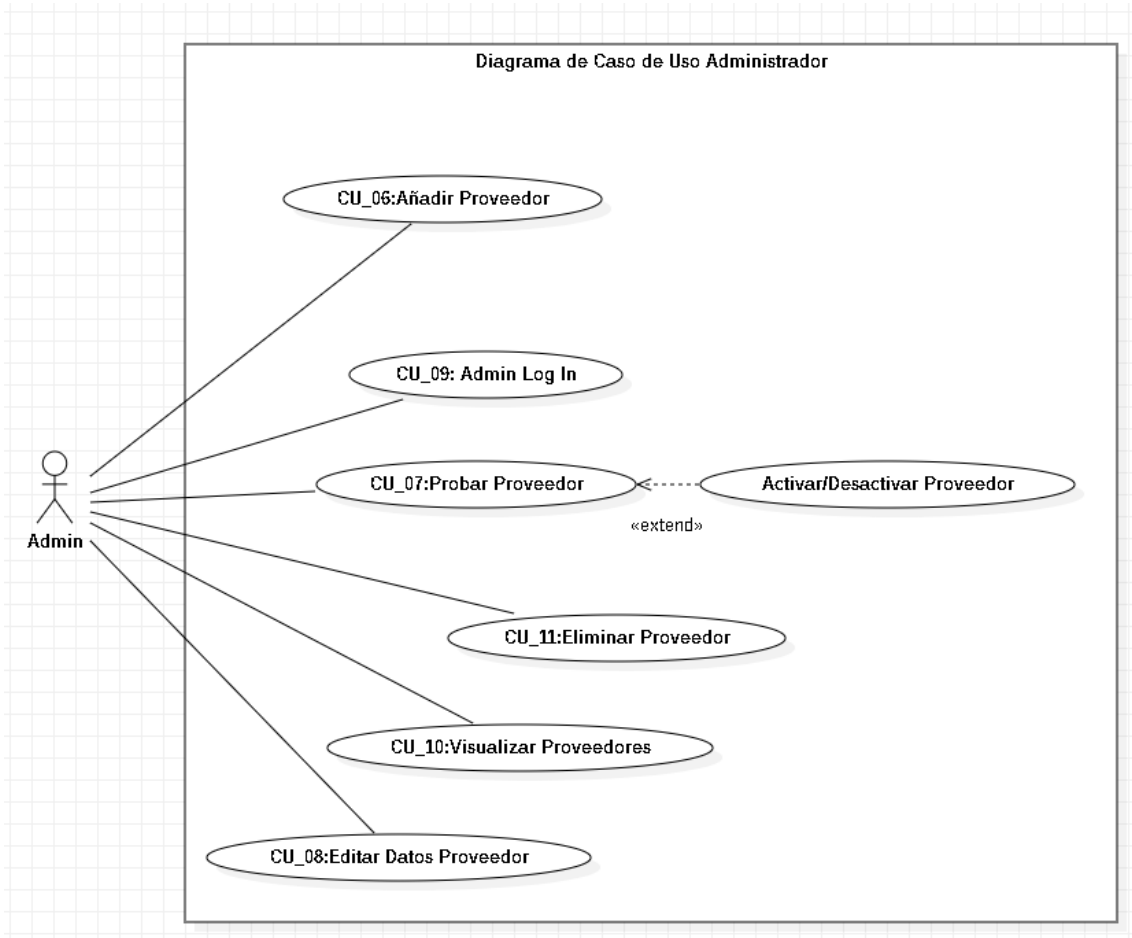 Diagrama de Caso de Uso Administrador
CU_06:Añadir Proveedor
CU_09: Admin Log In
CU_07:Probar Proveedor
Activar/Desactivar Proveedor
«extend»
Admin
CU_11:Eliminar Proveedor
CU_10:Visualizar Proveedores
CU_08:Editar Datos Proveedor